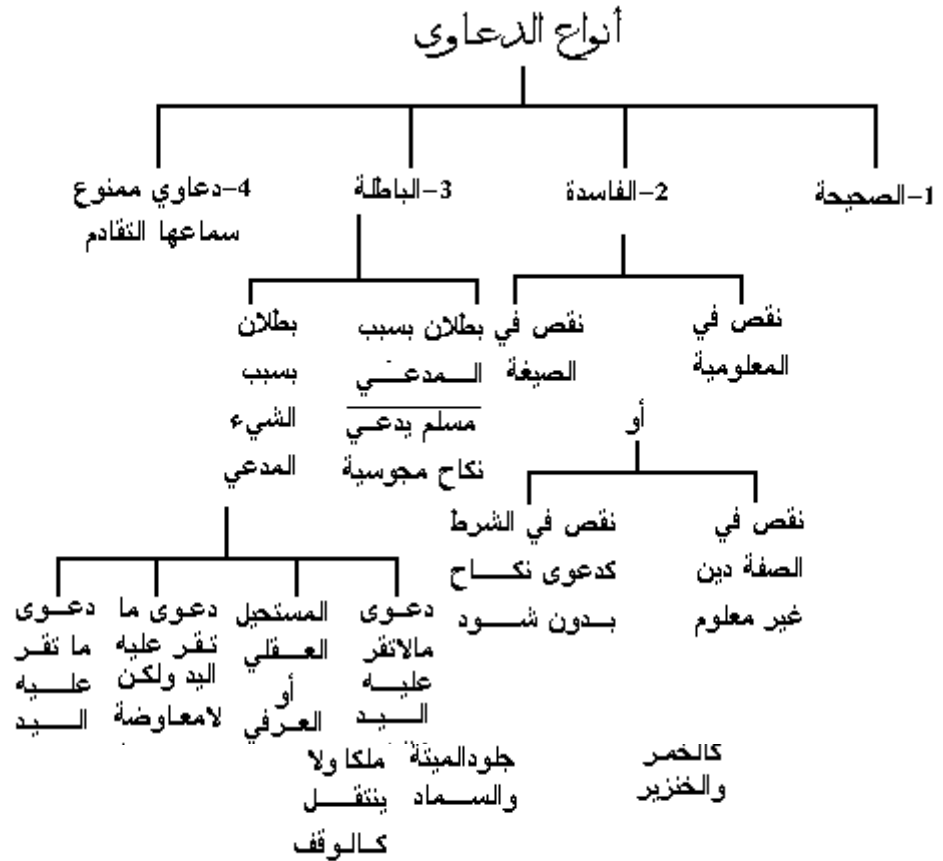 أنواع الدعاوى
1-الصحيحة
2-الفاسدة
3-الباطلة
4-دعاوي ممنوع
سماعها التقادم
نقص في
المعلومية
نقص في
الصيغة
بطلان بسبب
المدعي
مسلم يدعي
نكاح مجوسية
بطلان
بسبب
الشيء
المدعي
أو
نقص في
الصفة دين
غير معلوم
نقص في الشرط
كدعوى نكاح
بدون شود
دعوى
مالاتقر
عليه
اليد
المستحيل
العقلي
أو
العرفي
دعوى ما
تقر عليه
اليد ولكن
لامعاوضة
دعوى
ما تقر
عليه
اليد
كالخمر
والخنزير
جلودالميتة
والسماد
ملكا ولا
ينتقل
كالوقف